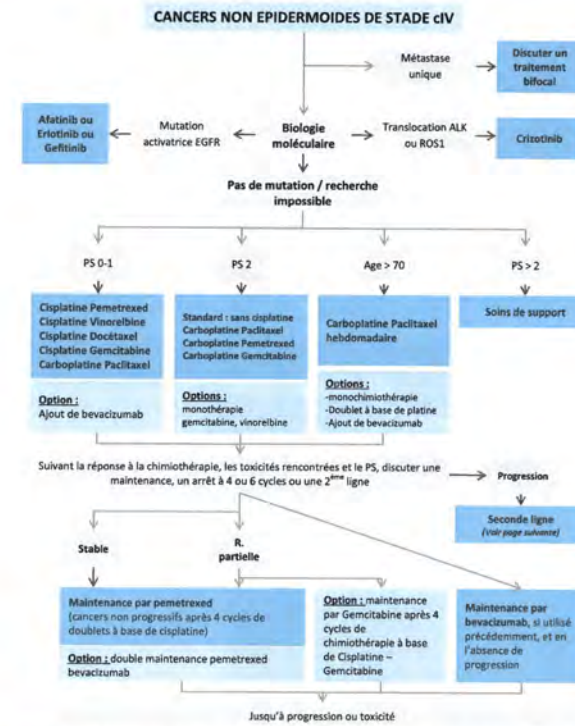 CANCERS NON EPIDERMOIDES DE STADE cIV
Métastase
unique
Discuter un
traitement
bifocal
Afatinib ou
Erlotinib ou
Gefitinib
Mutation
activatrice EGFR
Biologie
moléculaire
Translocation ALK
ou ROS1
Crizotinib
Pas de mutation / recherche
impossible
PS 0-1
PS 2
Age > 70
PS > 2
Cisplatine Pemetrexed
Cisplatine Vinorelbine
Cisplatine Docétaxel
Cisplatine Gemcitabine
Carboplatine Paclitaxel
Option :
Ajout de bevacizumab
Standard : sans cisplatine
Carboplatine Paclitaxel
Carboplatine Pemetrexed
Carboplatine Gemcitabine
Options :
monothérapie
gemcitabine, vinorelbine
Carboplatine Paclitaxel
hebdomadaire
Options :
-monochimiothérapie
-Doublet à base de platine
-Ajout de bevacizumab
Soins de support
Suivant la réponse à la chimiothérapie, les toxicités rencontrées et le PS, discuter une
maintenance, un arrêt à 4 ou 6 cycles ou une 2ème ligne
Progression
Seconde ligne
(Voir page suivante)
Stable
R.
partielle
Maintenance par pemetrexed
(cancers non progressifs après 4 cycles de
doublets à base de cisplatine)
Option : double maintenance pemetrexed
bevacizumab
Option : maintenance
par Gemcitabine après 4
cycles de
chimiothérapie à base
de Cisplatine –
Gemcitabine
Maintenance par
bevacizumab, si utilisé
précédemment, et en
l'absence de
progression
Jusqu'à progression ou toxicité